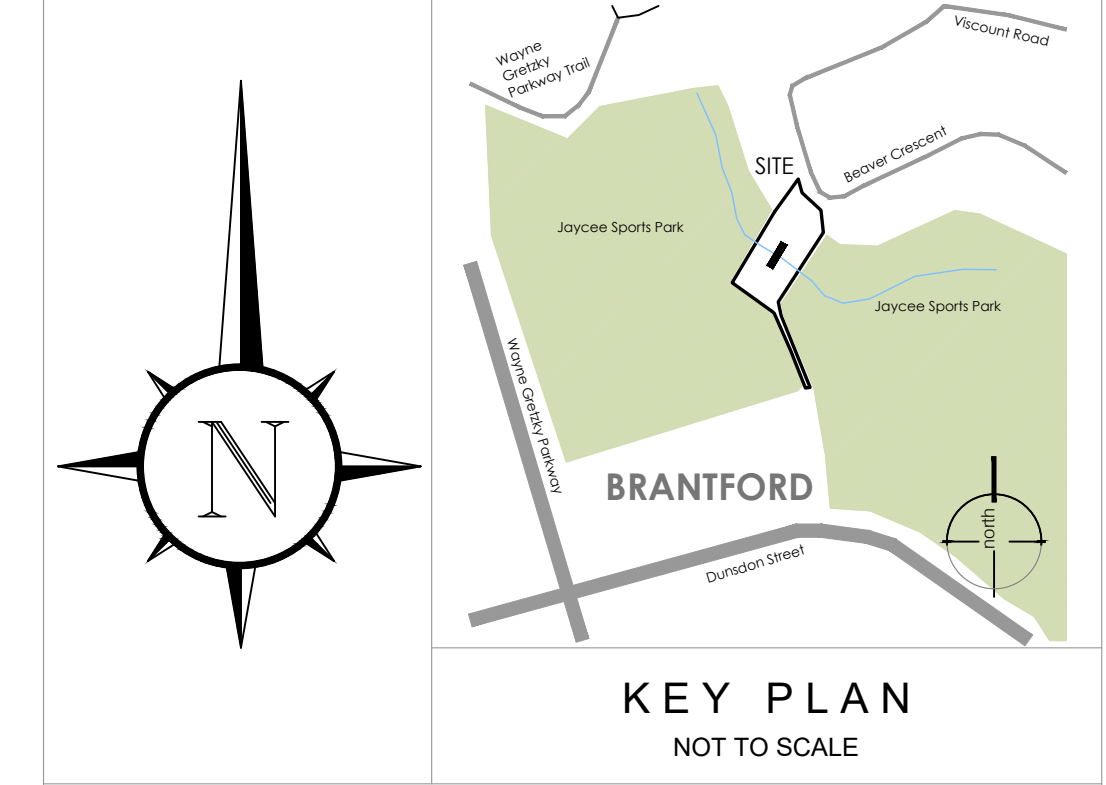 N
Wayne
Gretzky
Parkway Trail
Viscount Road
Beaver Crescent
SITE
Jaycee Sports Park
Jaycee Sports Park
Wayne Gretzky Parkway
BRANTFORD
north
Dunsdon Street
KEY PLAN
NOT TO SCALE